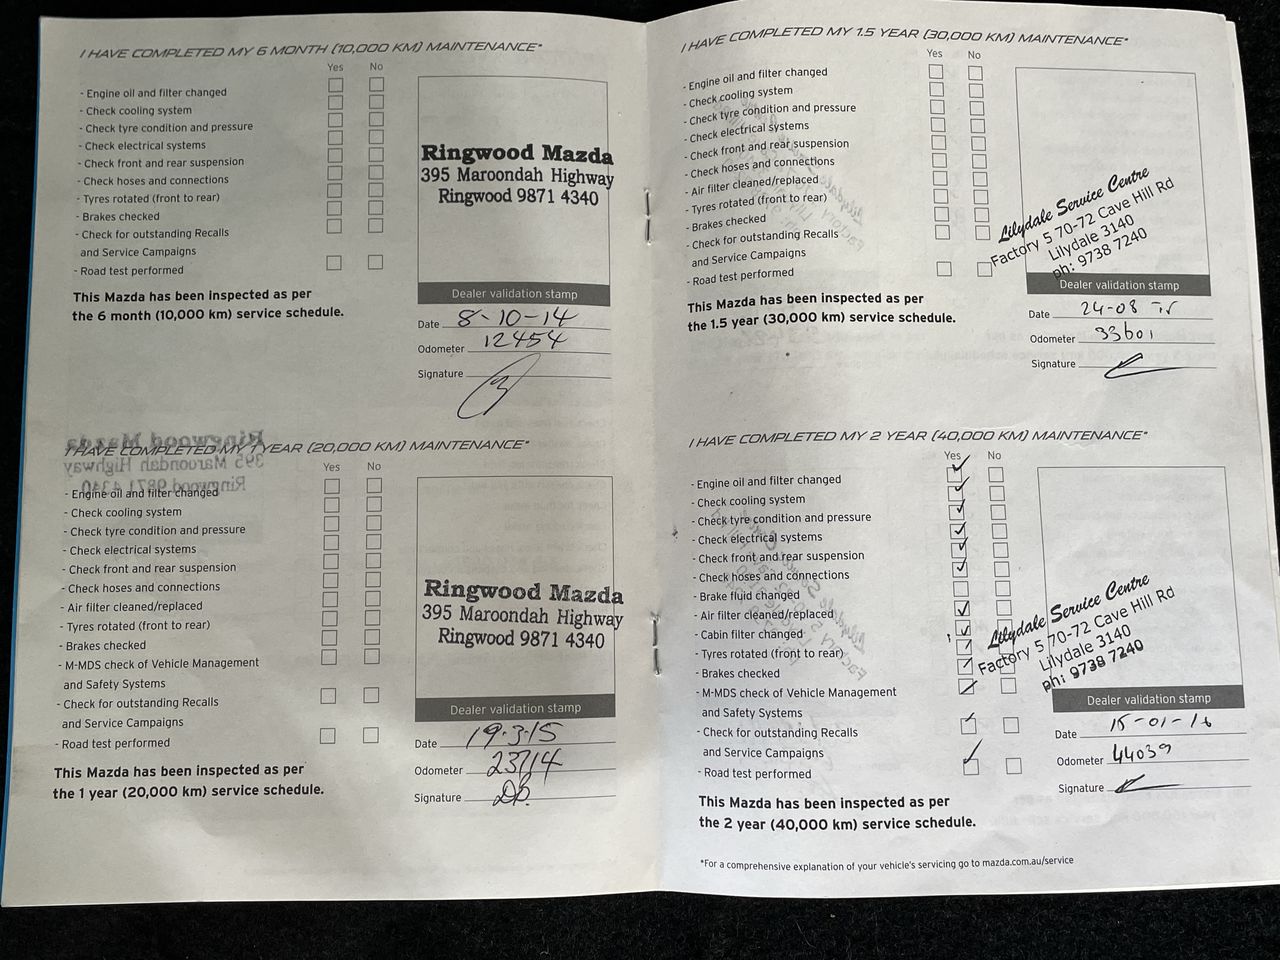 I HAVE COMPLETED MY 6 MONTH (10,000 KM) MAINTENANCE*
Yes No
- Engine oil and filter changed
- Check cooling system
- Check tyre condition and pressure
- Check electrical systems
- Check front and rear suspension
- Check hoses and connections
- Tyres rotated (front to rear)
- Brakes checked
- Check for outstanding Recalls
and Service Campaigns
- Road test performed
This Mazda has been inspected as per
the 6 month (10,000 km) service schedule.
Ringwood Mazda
395 Maroondah Highway
Ringwood 9871 4340
Dealer validation stamp
Date 8-10-14
Odometer 12454
Signature
I HAVE COMPLETED MY 1 YEAR (20,000 KM) MAINTENANCE*
Yes No
- Engine oil and filter changed
- Check cooling system
- Check tyre condition and pressure
- Check electrical systems
- Check front and rear suspension
- Check hoses and connections
- Air filter cleaned/replaced
- Tyres rotated (front to rear)
- Brakes checked
- M-MDS check of Vehicle Management
and Safety Systems
- Check for outstanding Recalls
and Service Campaigns
- Road test performed
This Mazda has been inspected as per
the 1 year (20,000 km) service schedule.
Ringwood Mazda
395 Maroondah Highway
Ringwood 9871 4340
Dealer validation stamp
Date 19-3-15
Odometer 23714
Signature
I HAVE COMPLETED MY 1.5 YEAR (30,000 KM) MAINTENANCE*
Yes No
- Engine oil and filter changed
- Check cooling system
- Check tyre condition and pressure
- Check electrical systems
- Check front and rear suspension
- Check hoses and connections
- Air filter cleaned/replaced
- Tyres rotated (front to rear)
- Brakes checked
- Check for outstanding Recalls
and Service Campaigns
- Road test performed
This Mazda has been inspected as per
the 1.5 year (30,000 km) service schedule.
Lilydale Service Centre
Factory 5 70-72 Cave Hill Rd
Lilydale 3140
ph: 9738 7240
Dealer validation stamp
Date 24-08
Odometer 33601
Signature
I HAVE COMPLETED MY 2 YEAR (40,000 KM) MAINTENANCE*
Yes No
- Engine oil and filter changed
- Check cooling system
- Check tyre condition and pressure
- Check electrical systems
- Check front and rear suspension
- Check hoses and connections
- Brake fluid changed
- Air filter cleaned/replaced
- Cabin filter changed
- Tyres rotated (front to rear)
- Brakes checked
- M-MDS check of Vehicle Management
and Safety Systems
- Check for outstanding Recalls
and Service Campaigns
- Road test performed
This Mazda has been inspected as per
the 2 year (40,000 km) service schedule.
Lilydale Service Centre
Factory 5 70-72 Cave Hill Rd
Lilydale 3140
ph: 9738 7240
Dealer validation stamp
Date 15-01-16
Odometer 44039
Signature
*For a comprehensive explanation of your vehicle's servicing go to mazda.com.au/service